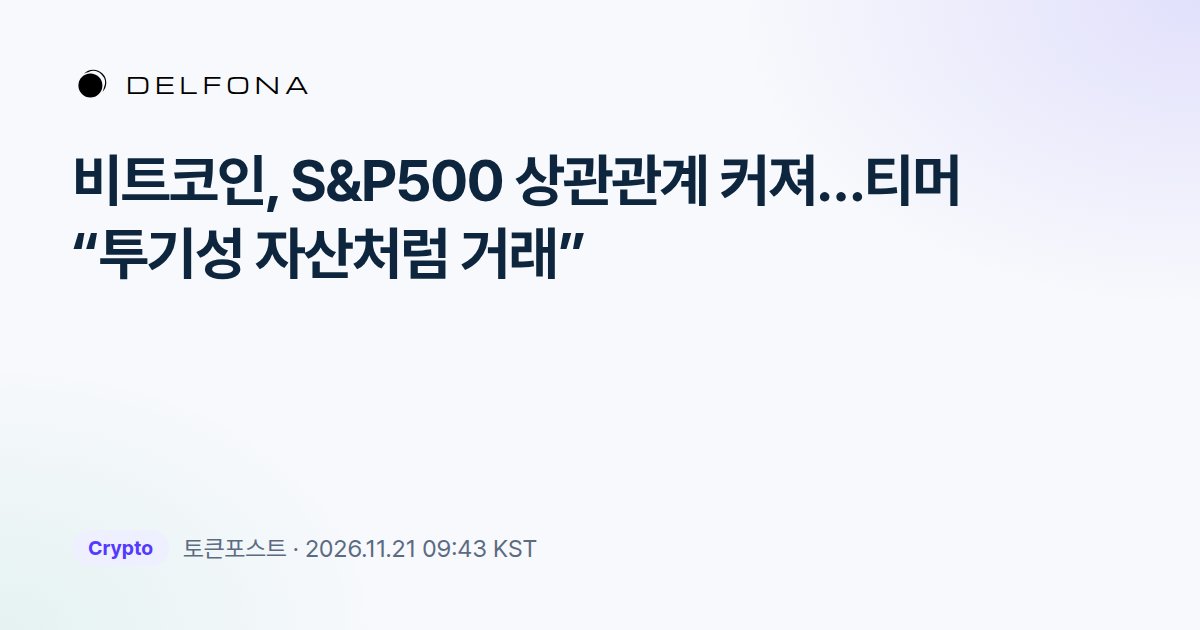 DELFONA
비트코인, S&P500 상관관계 커져…티머
“투기성 자산처럼 거래”
Crypto 토큰포스트 · 2026.11.21 09:43 KST